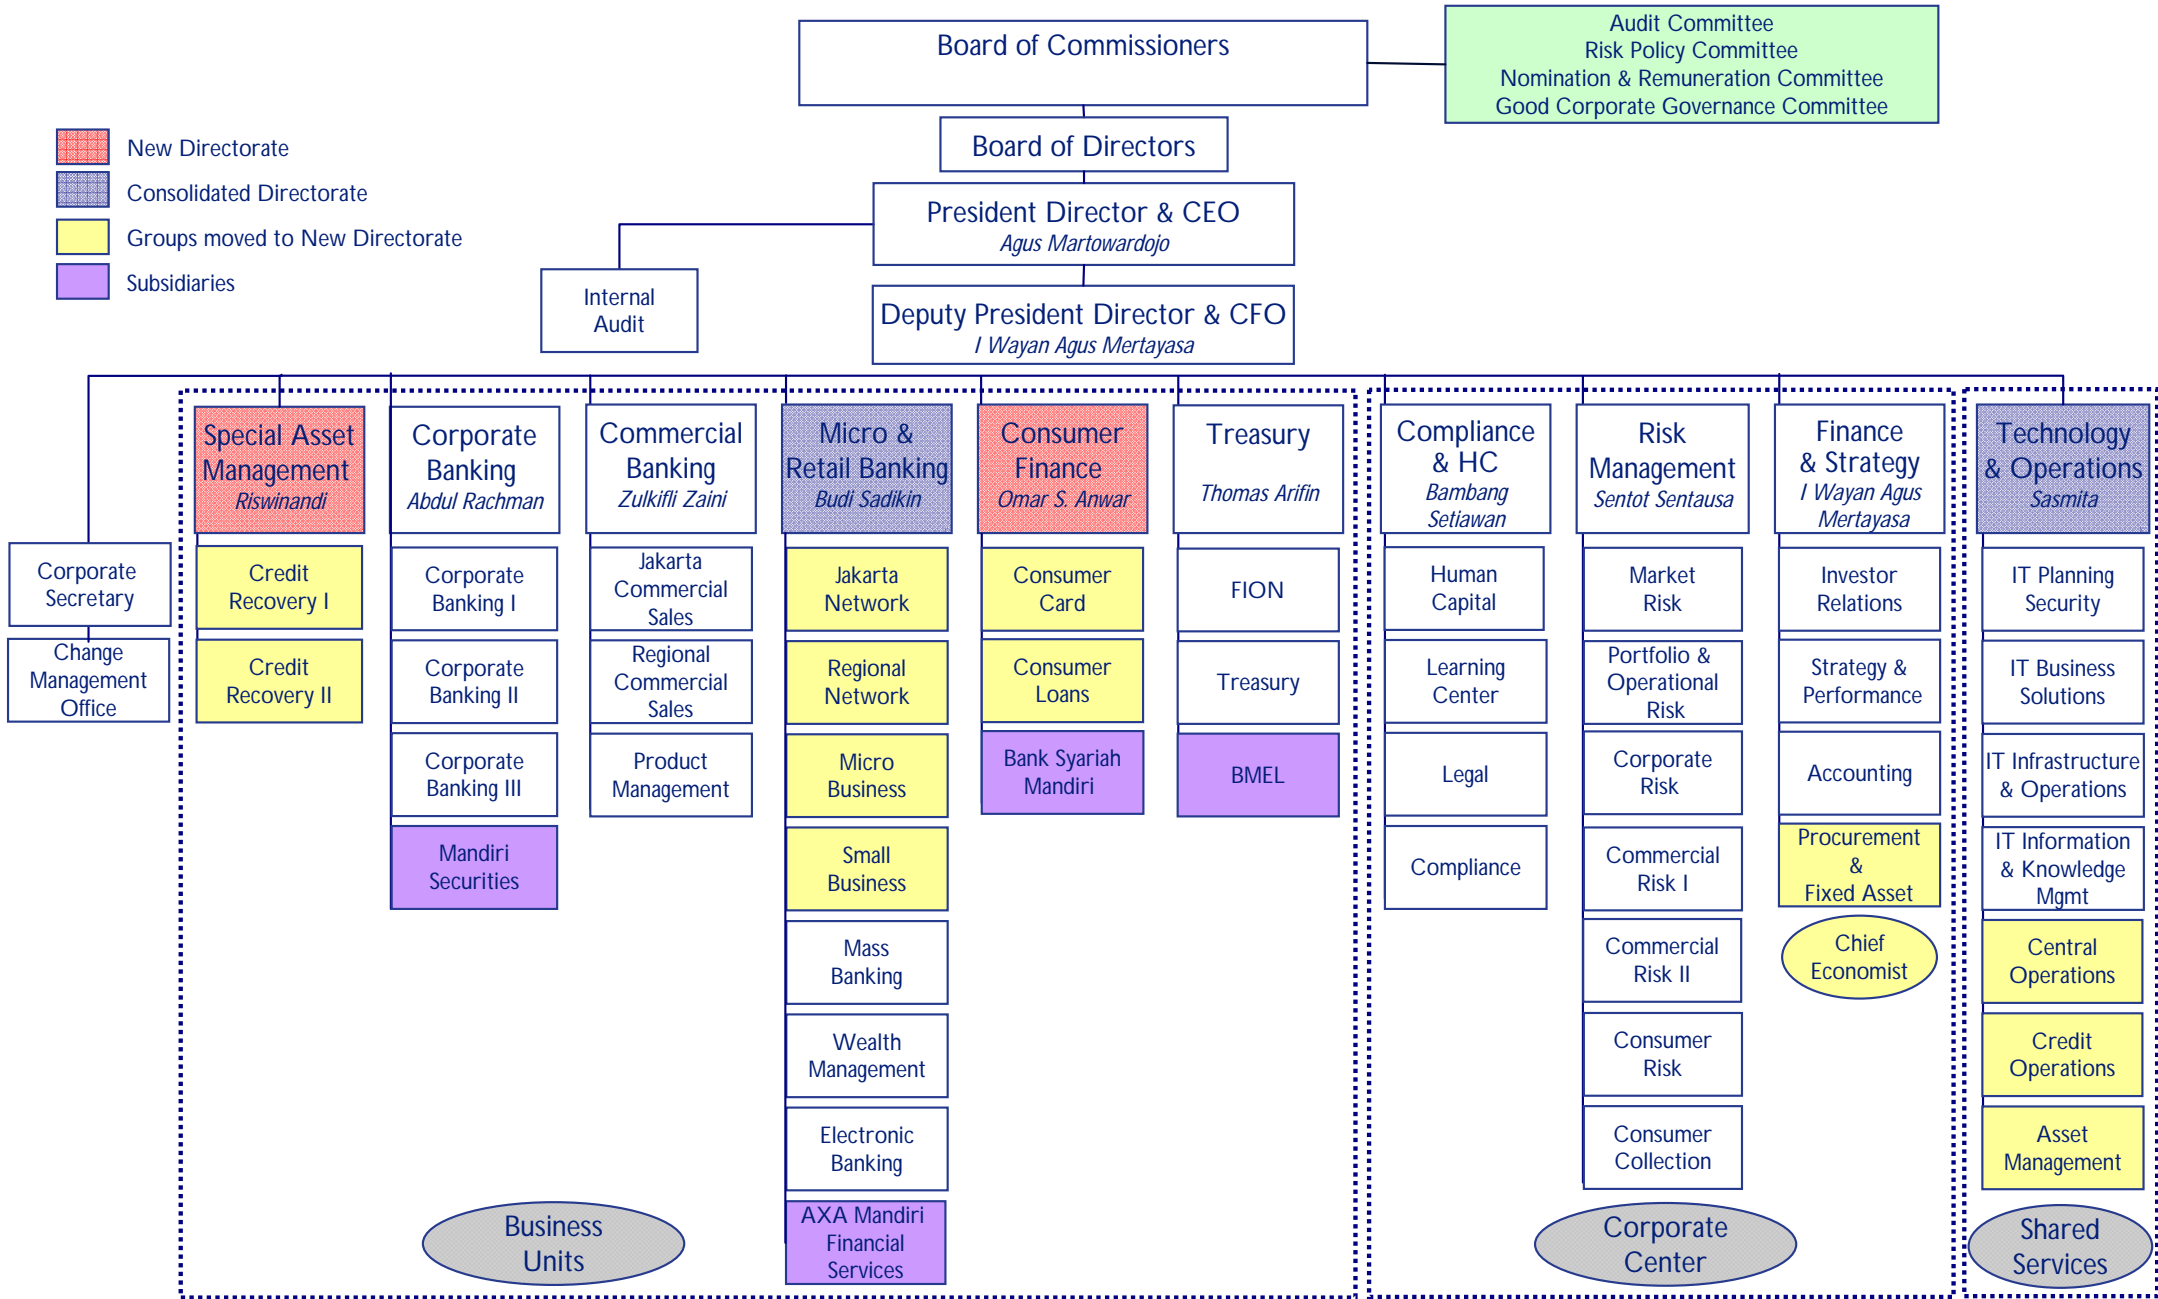 Board of Commissioners
Audit Committee
Risk Policy Committee
Nomination & Remuneration Committee
Good Corporate Governance Committee
Board of Directors
New Directorate
Consolidated Directorate
Groups moved to New Directorate
Subsidiaries
President Director & CEO
Agus Martowardojo
Internal
Audit
Deputy President Director & CFO
I Wayan Agus Mertayasa
Corporate
Secretary
Change
Management
Office
Special Asset
Management
Riswinandi
Credit
Recovery I
Credit
Recovery II
Corporate
Banking
Abdul Rachman
Corporate
Banking I
Corporate
Banking II
Corporate
Banking III
Mandiri
Securities
Commercial
Banking
Zulkifli Zaini
Jakarta
Commercial
Sales
Regional
Commercial
Sales
Product
Management
Micro &
Retail Banking
Budi Sadikin
Jakarta
Network
Regional
Network
Micro
Business
Small
Business
Mass
Banking
Wealth
Management
Electronic
Banking
AXA Mandiri
Financial
Services
Consumer
Finance
Omar S. Anwar
Consumer
Card
Consumer
Loans
Bank Syariah
Mandiri
Treasury
Thomas Arifin
FION
Treasury
BMEL
Business
Units
Compliance
& HC
Bambang
Setiawan
Human
Capital
Learning
Center
Legal
Compliance
Risk
Management
Sentot Sentausa
Market
Risk
Portfolio &
Operational
Risk
Corporate
Risk
Commercial
Risk I
Commercial
Risk II
Consumer
Risk
Consumer
Collection
Finance
& Strategy
I Wayan Agus
Mertayasa
Investor
Relations
Strategy &
Performance
Accounting
Procurement
&
Fixed Asset
Chief
Economist
Corporate
Center
Technology
& Operations
Sasmita
IT Planning
Security
IT Business
Solutions
IT Infrastructure
& Operations
IT Information
& Knowledge
Mgmt
Central
Operations
Credit
Operations
Asset
Management
Shared
Services